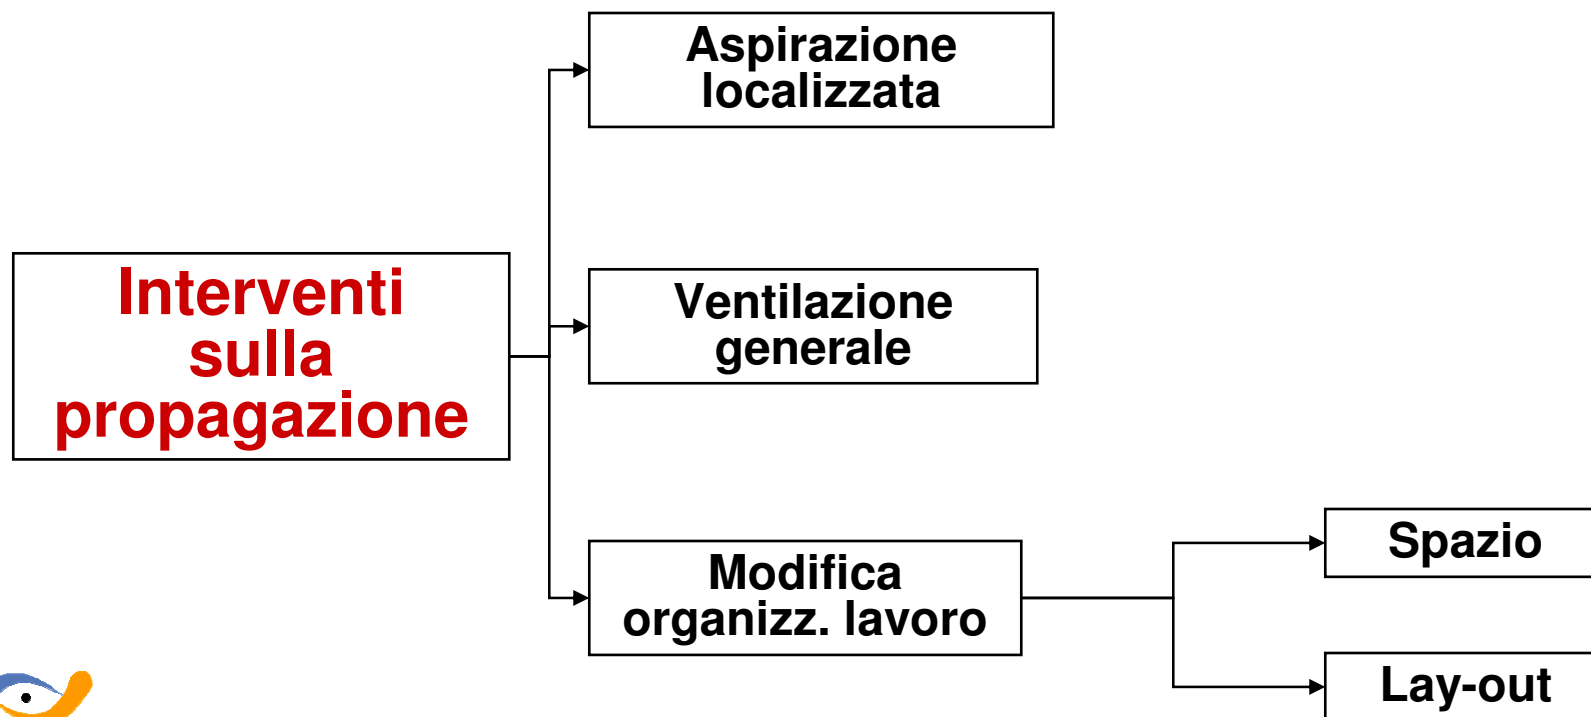 Aspirazione
localizzata
Interventi
sulla
propagazione
Ventilazione
generale
Modifica
organizz. lavoro
Spazio
Lay-out